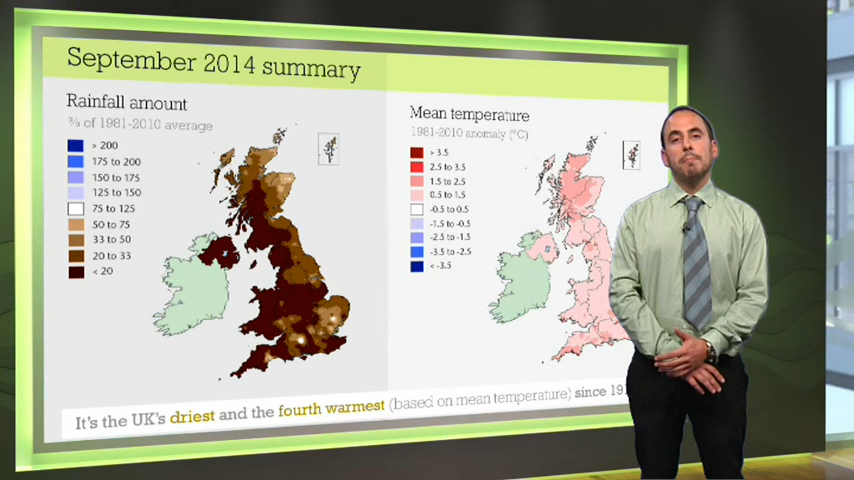 September 2014 summary
Rainfall amount
% of 1981-2010 average
> 200
175 to 200
150 to 175
125 to 150
75 to 125
50 to 75
33 to 50
20 to 33
< 20
Mean temperature
1981-2010 anomaly (°C)
> 3.5
2.5 to 3.5
1.5 to 2.5
0.5 to 1.5
-0.5 to 0.5
-1.5 to -0.5
-2.5 to -1.5
-3.5 to -2.5
< -3.5
It's the UK's driest and the fourth warmest (based on mean temperature) since